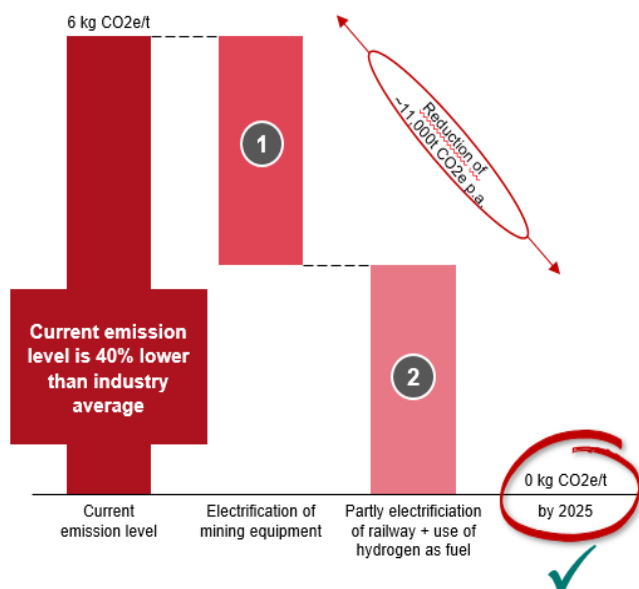 6 kg CO2e/t
1
Reduction of
~11,000t CO2e p.a.
Current emission
level is 40% lower
than industry
average
2
0 kg CO2e/t
by 2025
Current
emission level
Electrification of
mining equipment
Partly electrificiation
of railway + use of
hydrogen as fuel